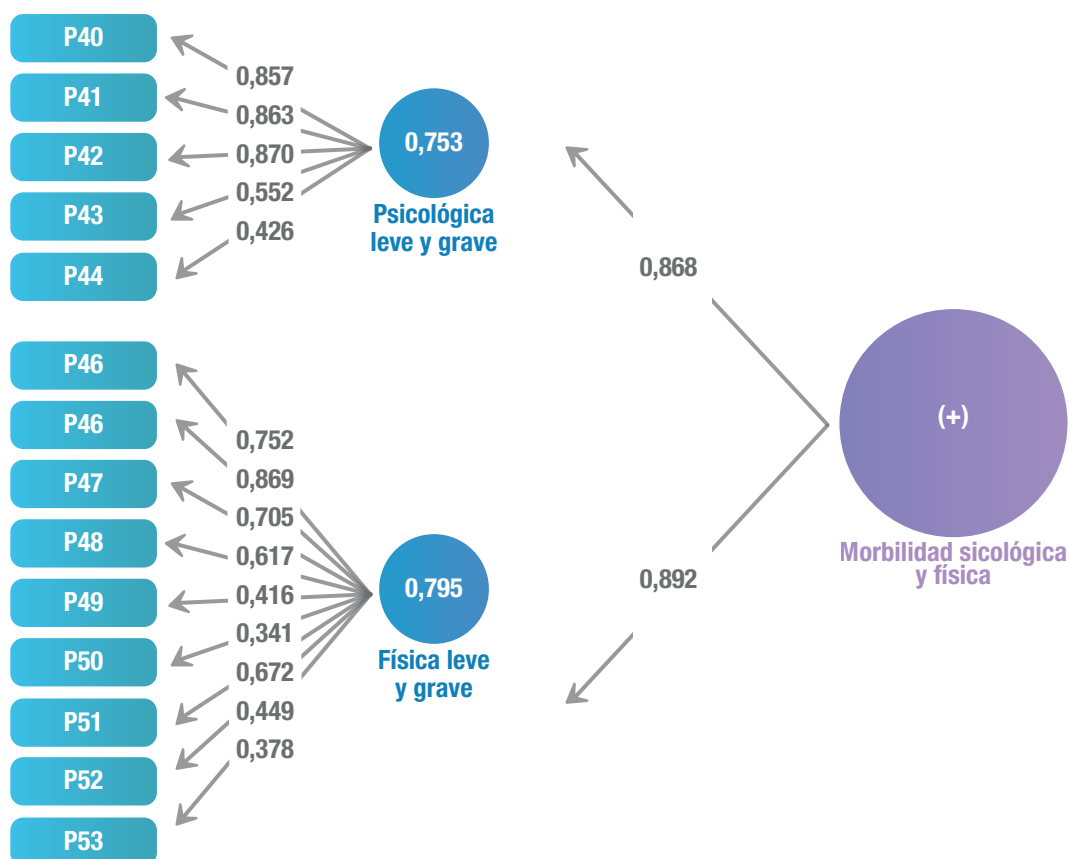 P40
P41
P42
P43
P44
0,857
0,863
0,870
0,552
0,426
0,753
Psicológica
leve y grave
P46
P46
P47
P48
P49
P50
P51
P52
P53
0,752
0,869
0,705
0,617
0,416
0,341
0,672
0,449
0,378
0,795
Física leve
y grave
0,868
0,892
(+)
Morbilidad sicológica
y física